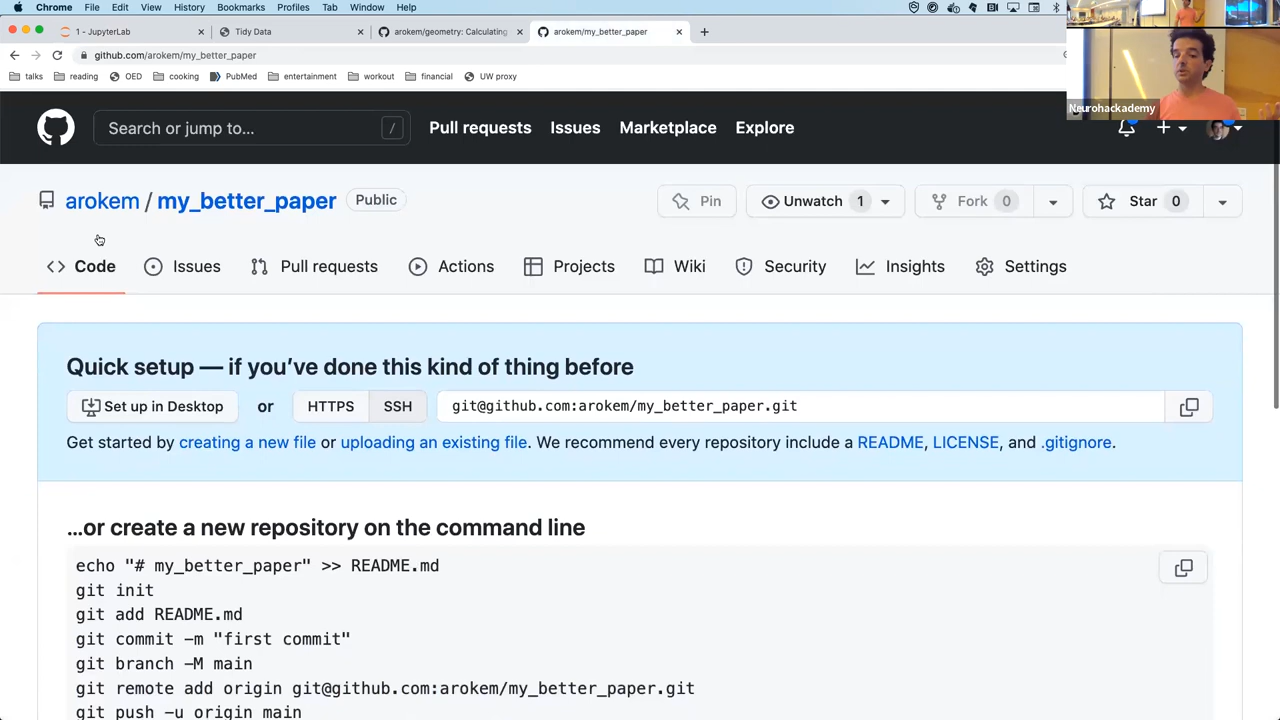 Chrome File Edit View History Bookmarks Profiles Tab Window Help
1 - JupyterLab × Tidy Data × arokem/geometry: Calculating × arokem/my_better_paper × +
github.com/arokem/my_better_paper
talks reading OED cooking PubMed entertainment workout financial UW proxy
Neurohackademy
Search or jump to... / Pull requests Issues Marketplace Explore
arokem / my_better_paper Public Pin Unwatch 1 Fork 0 Star 0
Code Issues Pull requests Actions Projects Wiki Security Insights Settings
Quick setup — if you’ve done this kind of thing before
Set up in Desktop or HTTPS SSH git@github.com:arokem/my_better_paper.git
Get started by creating a new file or uploading an existing file. We recommend every repository include a README, LICENSE, and .gitignore.
…or create a new repository on the command line
echo "# my_better_paper" >> README.md
git init
git add README.md
git commit -m "first commit"
git branch -M main
git remote add origin git@github.com:arokem/my_better_paper.git
git push -u origin main